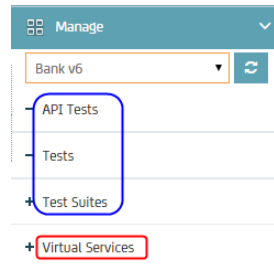 Manage
Bank v6
API Tests
Tests
Test Suites
Virtual Services